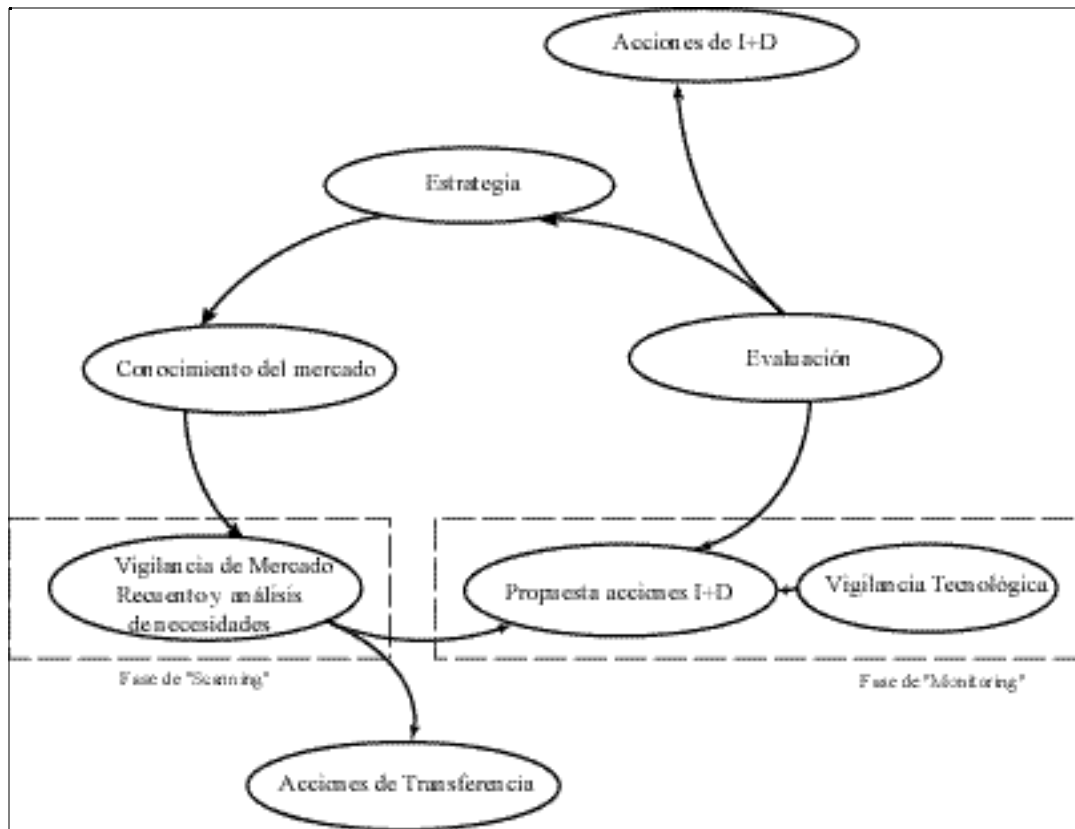 Acciones de I+D
Estrategia
Conocimiento del mercado
Evaluación
Vigilancia de Mercado
Recuento y análisis
de necesidades
Propuesta acciones I+D
Vigilancia Tecnológica
Fase de "Scanning"
Fase de "Monitoring"
Acciones de Transferencia